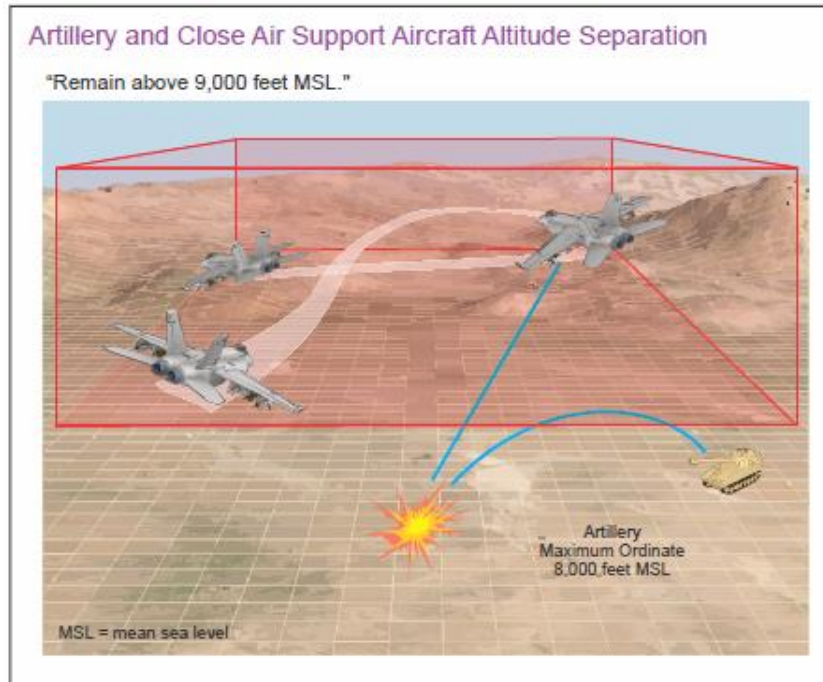 Artillery and Close Air Support Aircraft Altitude Separation
“Remain above 9,000 feet MSL.”
Artillery
Maximum Ordinate
8,000 feet MSL
MSL = mean sea level